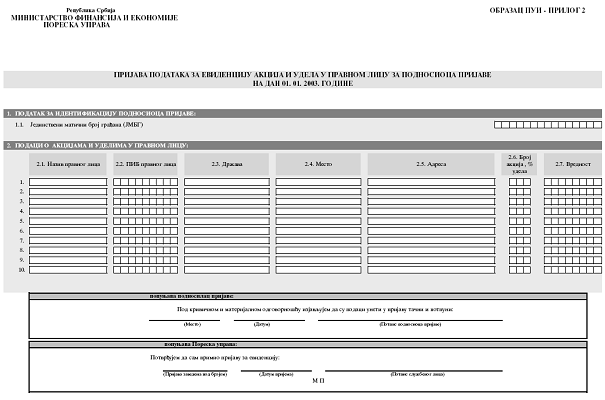 Република Србија
МИНИСТАРСТВО ФИНАНСИЈА И ЕКОНОМИЈЕ
ПОРЕСКА УПРАВА
ОБРАЗАЦ ПУИ - ПРИЛОГ 2
ПРИЈАВА ПОДАТАКА ЗА ЕВИДЕНЦИЈУ АКЦИЈА И УДЕЛА У ПРАВНОМ ЛИЦУ ЗА ПОДНОСИОЦА ПРИЈАВЕ
НА ДАН 01. 01. 2003. ГОДИНЕ
1. ПОДАТАК ЗА ИДЕНТИФИКАЦИЈУ ПОДНОСИОЦА ПРИЈАВЕ:
1.1. Јединствени матични број грађана (ЈМБГ)
2. ПОДАЦИ О АКЦИЈАМА И УДЕЛИМА У ПРАВНОМ ЛИЦУ:
2.1. Назив правног лица
2.2. ПИБ правног лица
2.3. Држава
2.4. Место
2.5. Адреса
2.6. Број
акција, %
удела
2.7. Вредност
1.
2.
3.
4.
5.
6.
7.
8.
9.
10.
попуњава подносилац пријаве:
Под кривичном и материјалном одговорношћу изјављујем да су подаци унети у пријаву тачни и потпуни:
(Место)
(Датум)
(Потпис подносиоца пријаве)
попуњава Пореска управа:
Потврђујем да сам примио пријаву за евиденцију:
(Пријаво заведена под бројем)
(Датум пријема)
(Потпис службеног лица)
М П